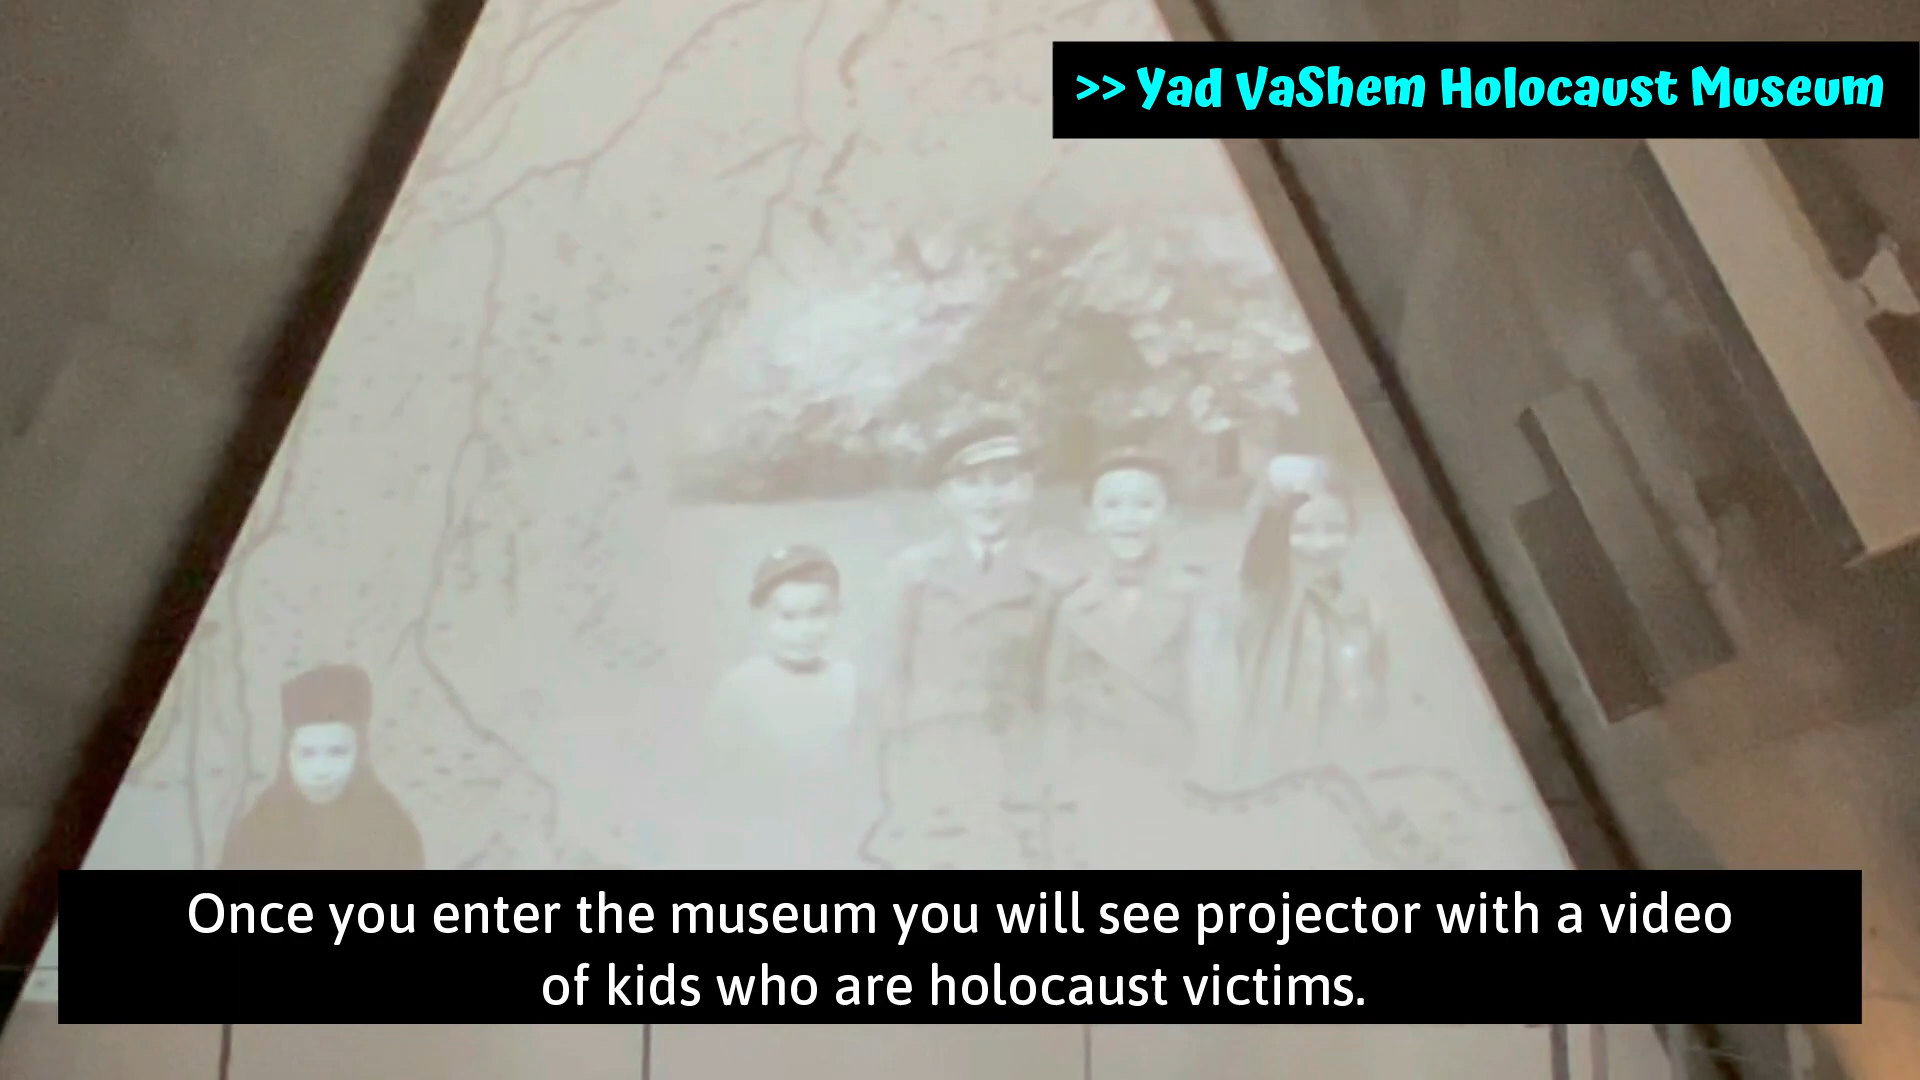 >> Yad VaShem Holocaust Museum
Once you enter the museum you will see projector with a video
of kids who are holocaust victims.